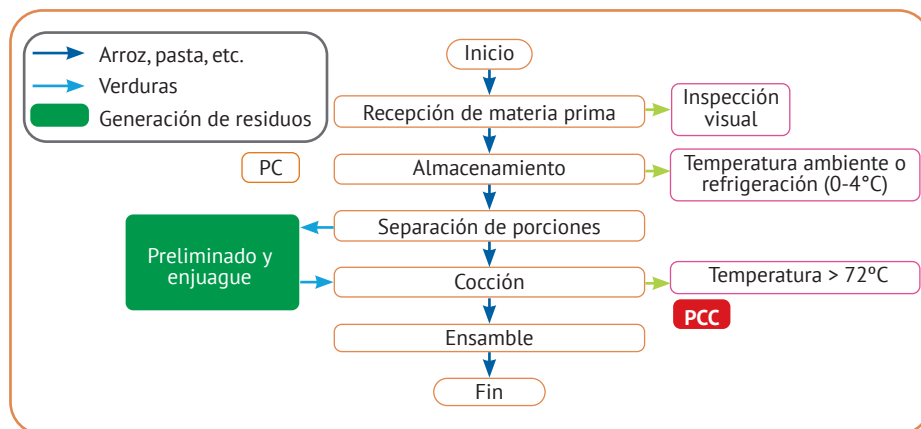 Arroz, pasta, etc.
Verduras
Generación de residuos
Inicio
Recepción de materia prima
Inspección
visual
PC
Almacenamiento
Temperatura ambiente o
refrigeración (0-4°C)
Separación de porciones
Preliminado y
enjuague
Cocción
Temperatura > 72ºC
PCC
Ensamble
Fin